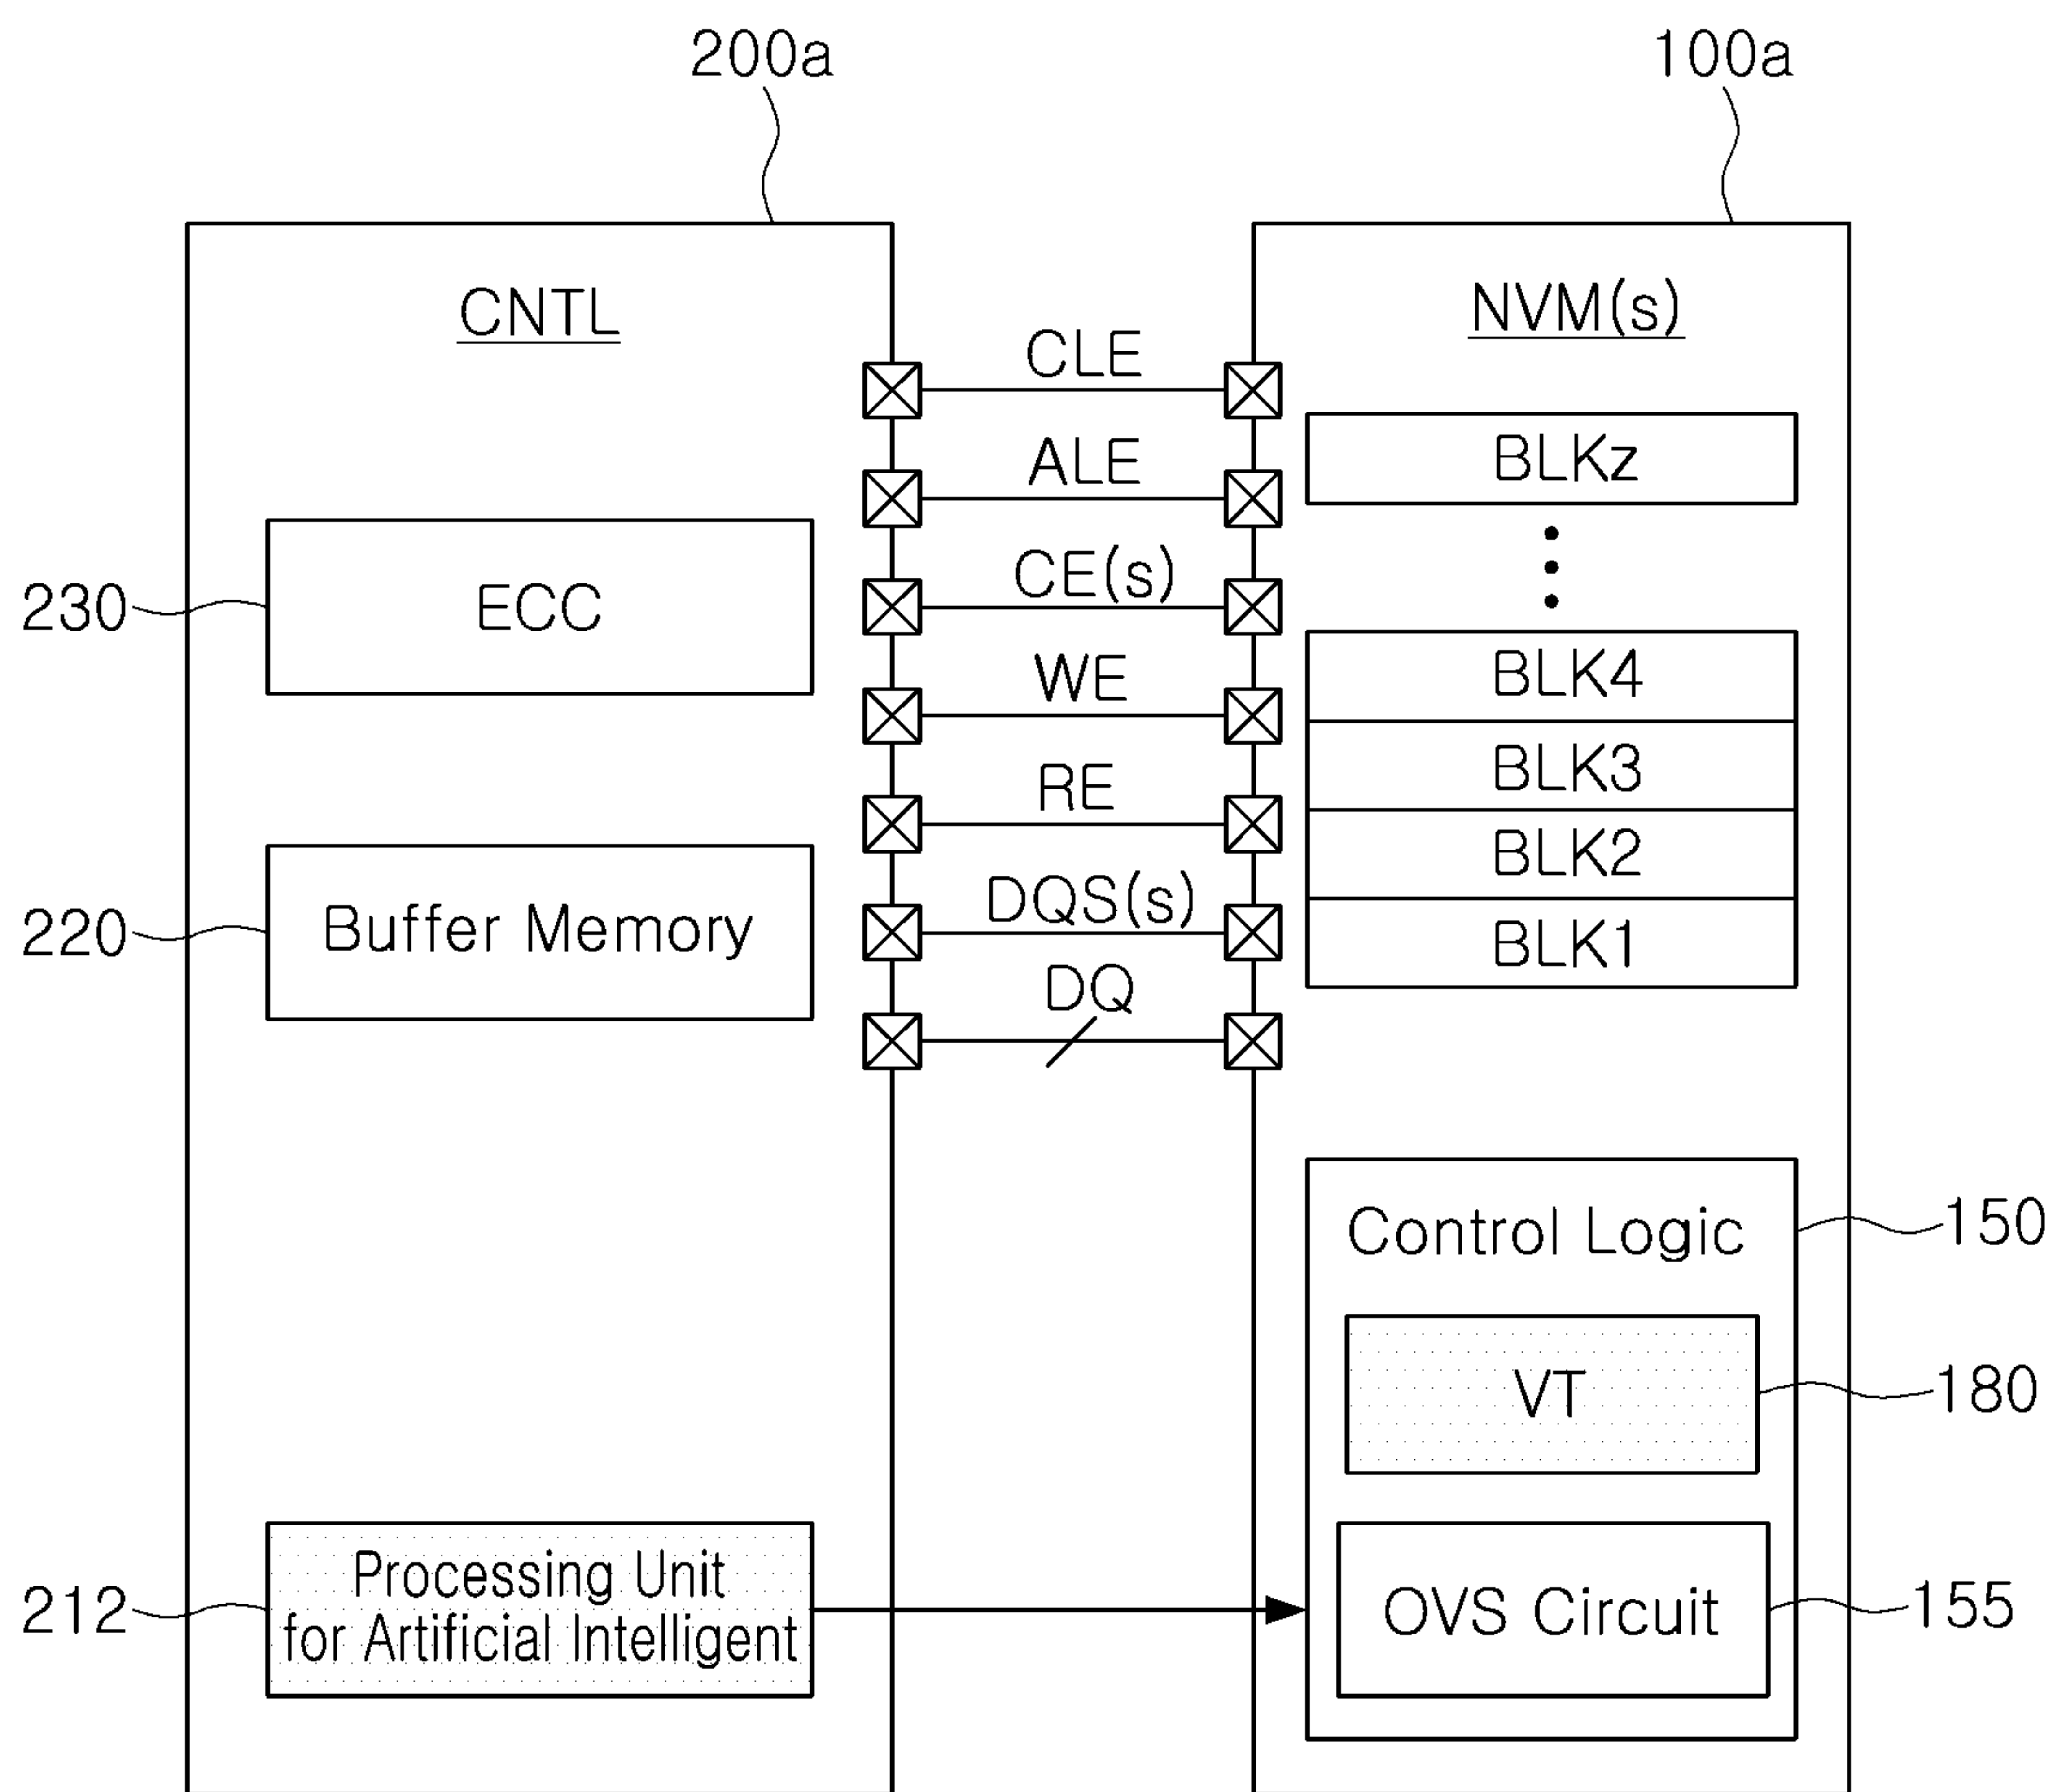 200a
100a
CNTL
NVM(s)
CLE
ALE
CE(s)
WE
RE
DQS(s)
DQ
230
ECC
220
Buffer Memory
212
Processing Unit
for Artificial Intelligent
BLKz
BLK4
BLK3
BLK2
BLK1
Control Logic
150
VT
180
OVS Circuit
155